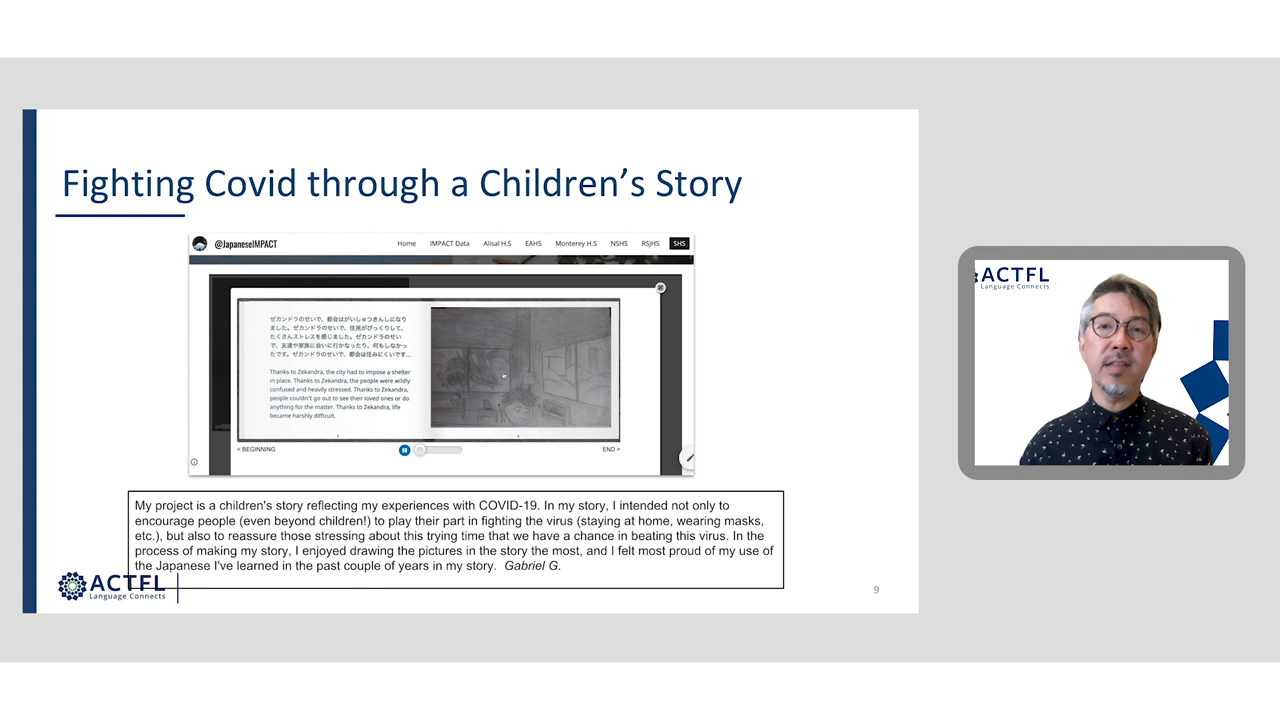 Fighting Covid through a Children's Story
@JapaneseIMPACT
Home IMPACT Data Alisal H.S EAHS Monterey H.S NSHS RSJHS SHS
ゼカンドラのせいで、都会はがいしゅつきんしになり
ました。ゼカンドラのせいで、住民がびっくりして、
たくさんストレスを感じました。ゼカンドラのせい
で、友達や家族に会いに行かなったり、何もしなかっ
たです。ゼカンドラのせいで、都会は住みにくいです...
Thanks to Zekandra, the city had to impose a shelter
in place. Thanks to Zekandra, the people were wildly
confused and heavily stressed. Thanks to Zekandra,
people couldn't go out to see their loved ones or do
anything for the matter. Thanks to Zekandra, life
became harshly difficult.
< BEGINNING
END >
My project is a children's story reflecting my experiences with COVID-19. In my story, I intended not only to
encourage people (even beyond children!) to play their part in fighting the virus (staying at home, wearing masks,
etc.), but also to reassure those stressing about this trying time that we have a chance in beating this virus. In the
process of making my story, I enjoyed drawing the pictures in the story the most, and I felt most proud of my use of
the Japanese I've learned in the past couple of years in my story. Gabriel G.
ACTFL
Language Connects
9
ACTFL
Language Connects